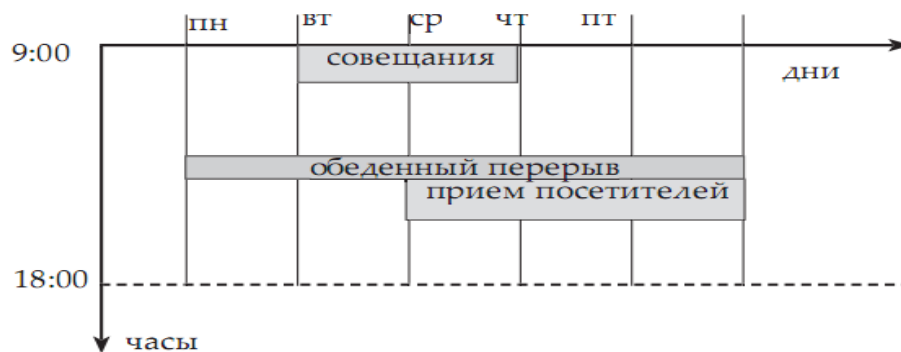 пн вт ср чт пт
9:00 совещания
дни
обеденный перерыв
прием посетителей
18:00
часы